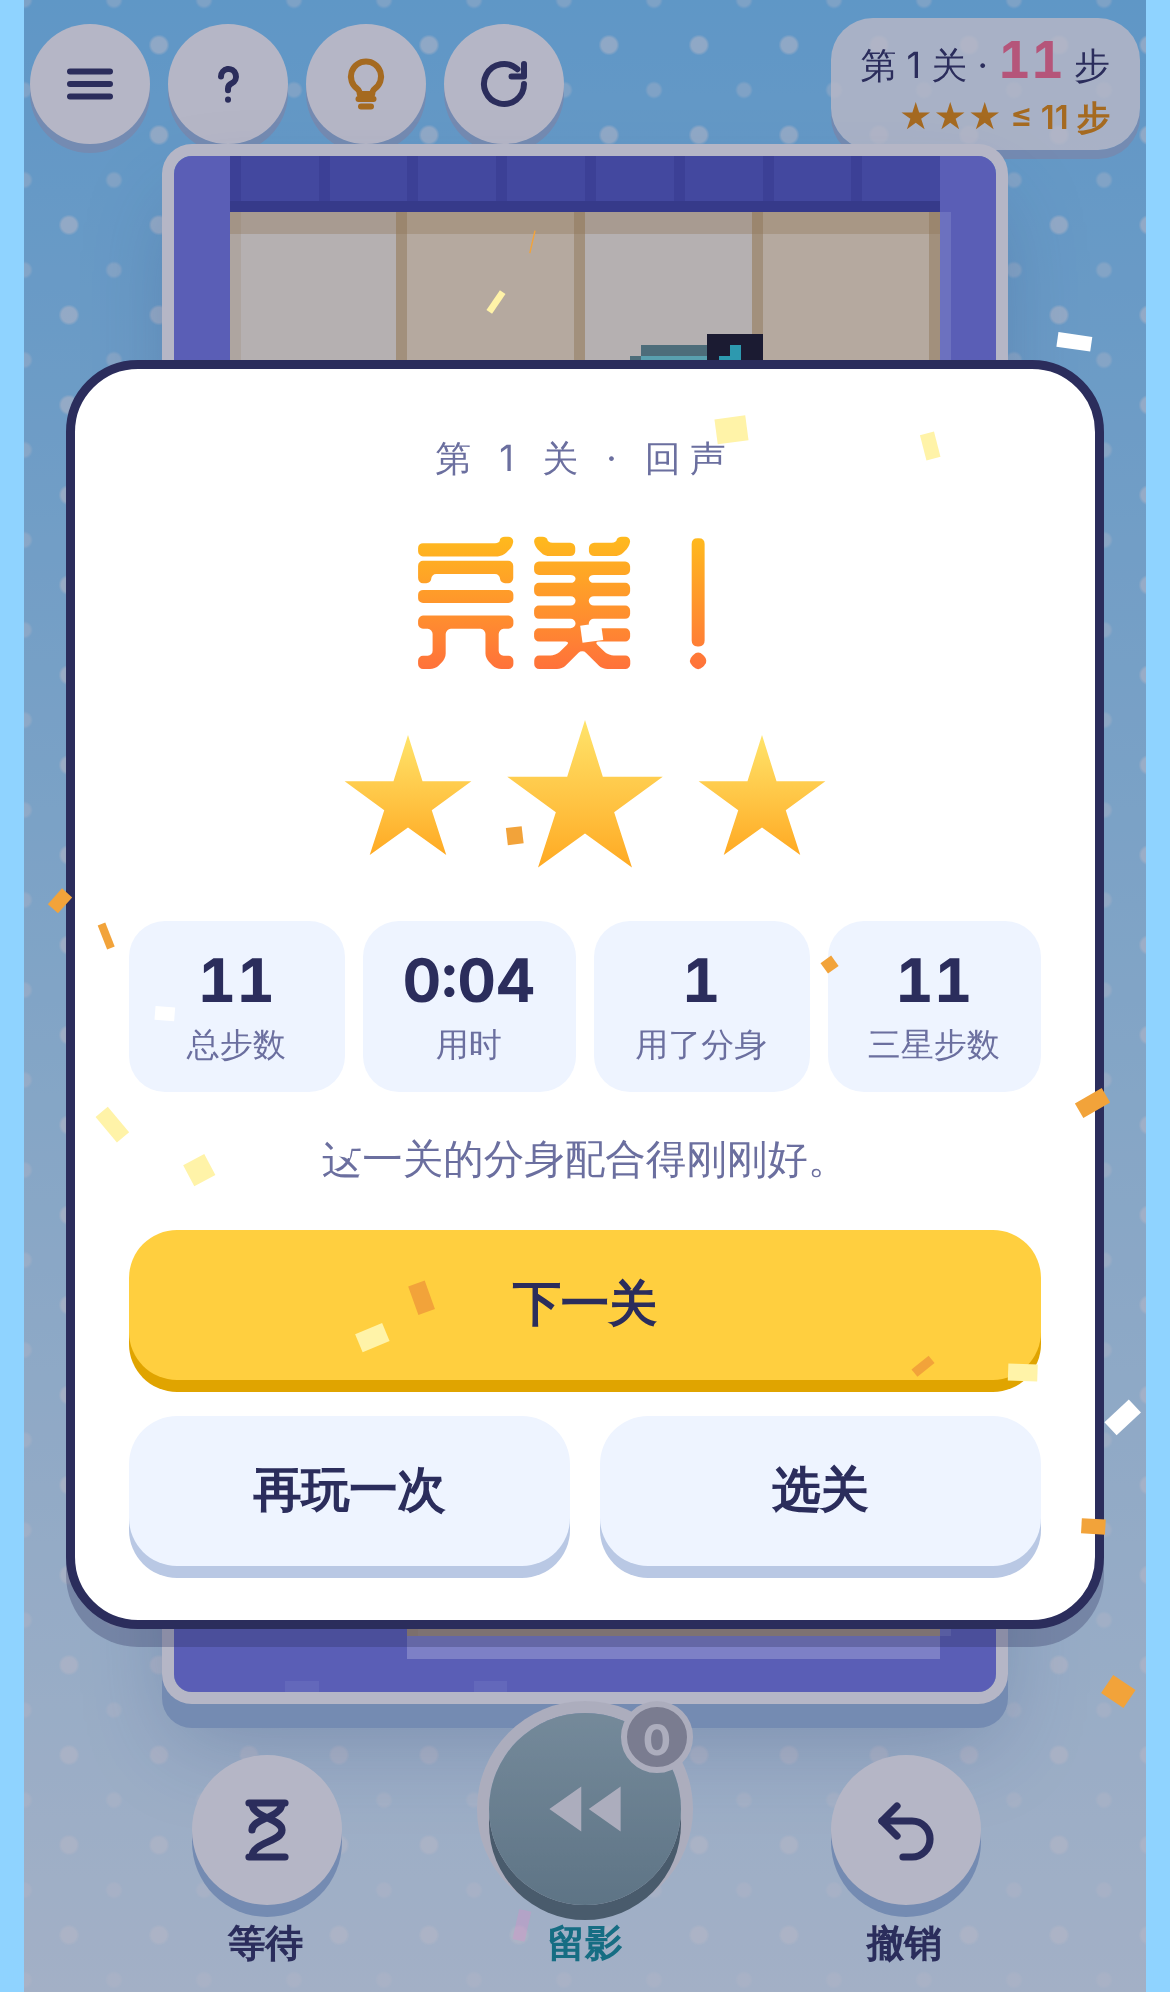 第 1 关 · 11 步
★★★ ≤ 11 步
第 1 关 · 回声
完美！
11
总步数
0:04
用时
1
用了分身
11
三星步数
这一关的分身配合得刚刚好。
下一关
再玩一次
选关
0
等待
留影
撤销